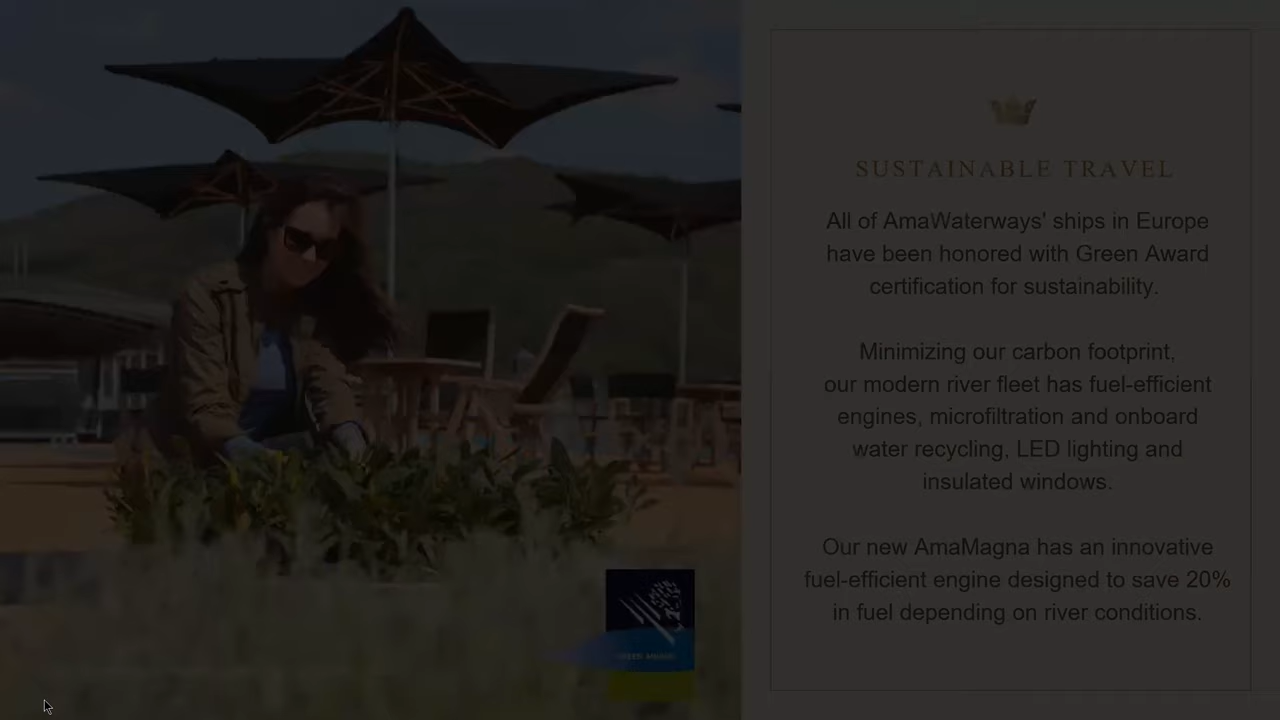 SUSTAINABLE TRAVEL
All of AmaWaterways' ships in Europe
have been honored with Green Award
certification for sustainability.
Minimizing our carbon footprint,
our modern river fleet has fuel-efficient
engines, microfiltration and onboard
water recycling, LED lighting and
insulated windows.
Our new AmaMagna has an innovative
fuel-efficient engine designed to save 20%
in fuel depending on river conditions.
GREEN AWARD